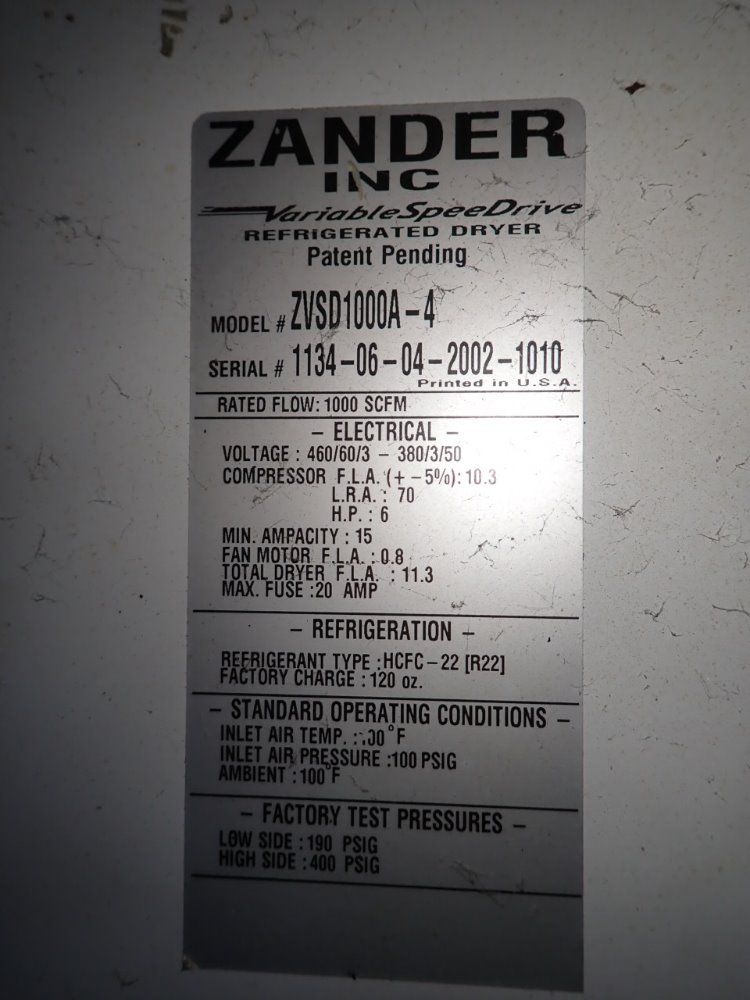 ZANDER
INC
VariableSpeeDrive
REFRIGERATED DRYER
Patent Pending
MODEL # ZVSD1000A-4
SERIAL # 1134-06-04-2002-1010
Printed in U.S.A.
RATED FLOW: 1000 SCFM
- ELECTRICAL -
VOLTAGE : 460/60/3 - 380/3/50
COMPRESSOR F.L.A. (+ -5%): 10.3
L.R.A. : 70
H.P. : 6
MIN. AMPACITY : 15
FAN MOTOR F.L.A. : 0.8
TOTAL DRYER F.L.A. : 11.3
MAX. FUSE :20 AMP
- REFRIGERATION -
REFRIGERANT TYPE :HCFC-22 [R22]
FACTORY CHARGE : 120 oz.
- STANDARD OPERATING CONDITIONS -
INLET AIR TEMP. : °F
INLET AIR PRESSURE :100 PSIG
AMBIENT : 100°F
- FACTORY TEST PRESSURES -
LOW SIDE : 190 PSIG
HIGH SIDE : 400 PSIG